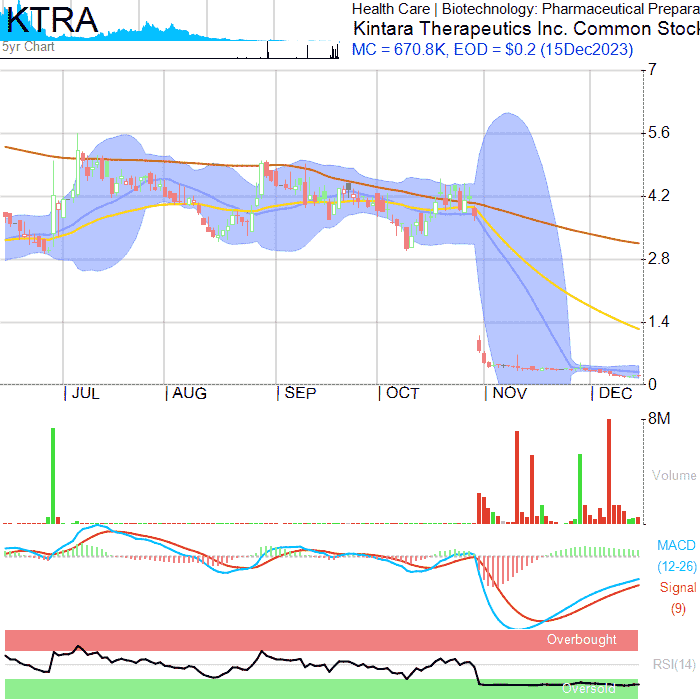 KTRA
Health Care | Biotechnology: Pharmaceutical Prepara
Kintara Therapeutics Inc. Common Stock
MC = 670.8K, EOD = $0.2 (15Dec2023)
5yr Chart
7
5.6
4.2
2.8
1.4
0
| JUL | AUG | SEP | OCT | NOV | DEC
8M
Volume
MACD
(12-26)
Signal
(9)
Overbought
RSI(14)
Oversold